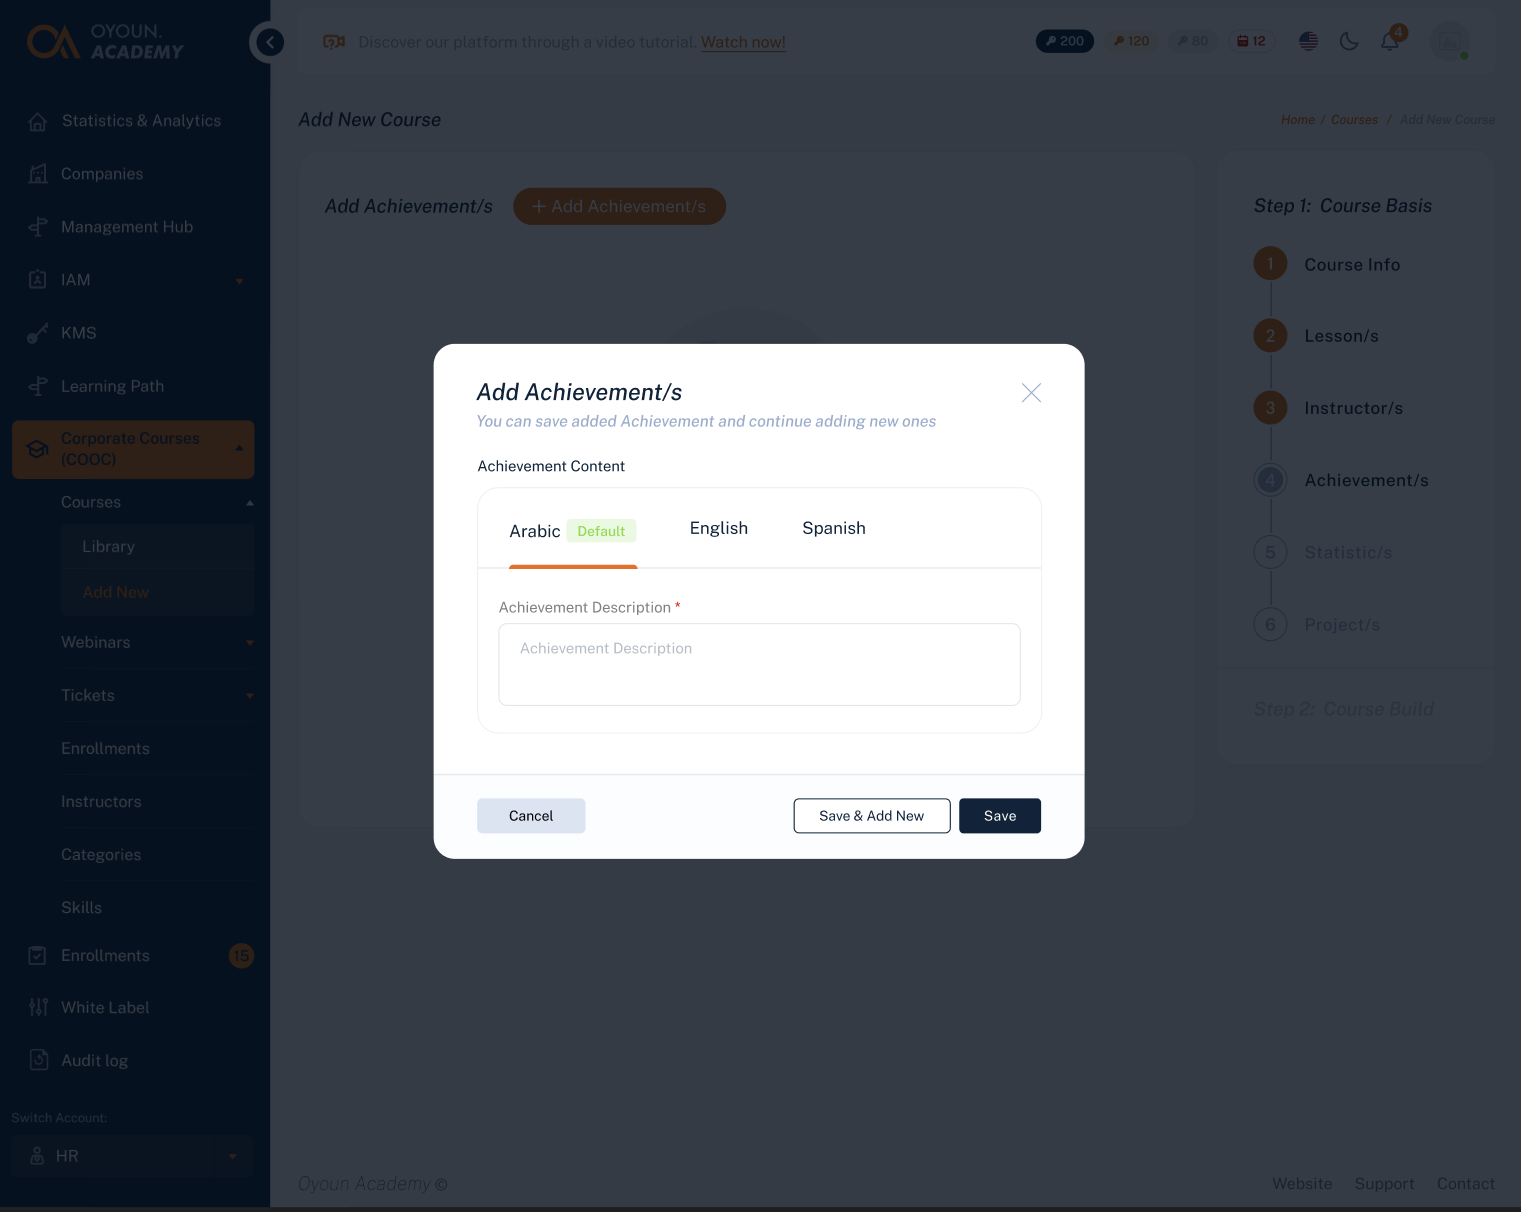 OYOUN.
ACADEMY
Discover our platform through a video tutorial. Watch now!
200
120
80
12
4
Statistics & Analytics
Companies
Management Hub
IAM
KMS
Learning Path
Corporate Courses
(COOC)
Courses
Library
Add New
Webinars
Tickets
Enrollments
Instructors
Categories
Skills
Enrollments
15
White Label
Audit log
Switch Account:
HR
Add New Course
Home / Courses / Add New Course
Add Achievement/s
+ Add Achievement/s
Add Achievement/s
You can save added Achievement and continue adding new ones
Achievement Content
Arabic Default English Spanish
Achievement Description *
Achievement Description
Cancel
Save & Add New
Save
Step 1: Course Basis
1 Course Info
2 Lesson/s
3 Instructor/s
4 Achievement/s
5 Statistic/s
6 Project/s
Step 2: Course Build
Oyoun Academy ©
Website Support Contact